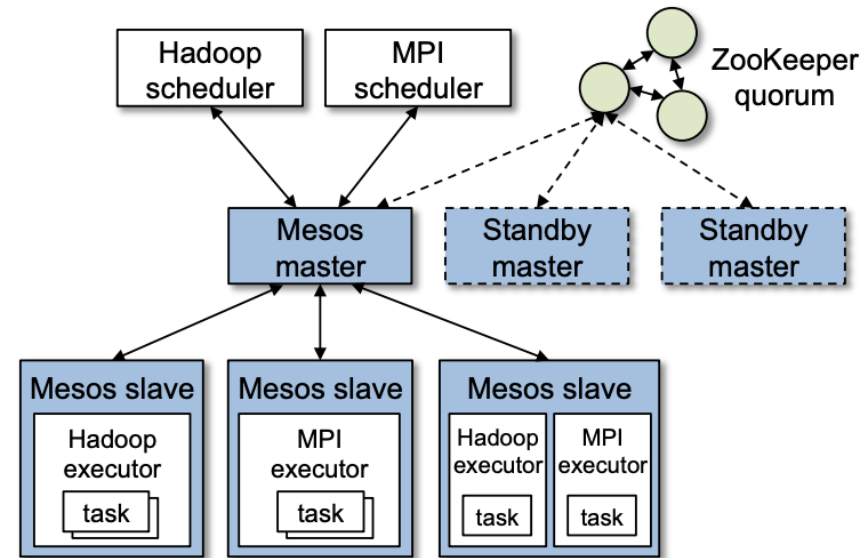 Hadoop
scheduler
MPI
scheduler
ZooKeeper
quorum
Mesos
master
Standby
master
Standby
master
Mesos slave
Hadoop
executor
task
Mesos slave
MPI
executor
task
Mesos slave
Hadoop
executor
task
MPI
executor
task